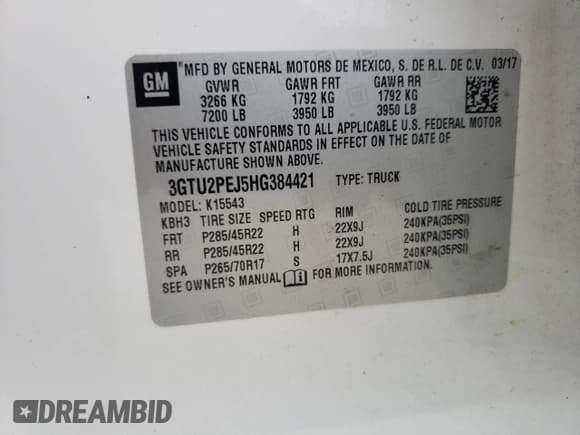 GM MFD BY GENERAL MOTORS DE MEXICO, S. DE R.L. DE C.V. 03/17
GVWR GAWR FRT GAWR RR
3266 KG 1792 KG 1792 KG
7200 LB 3950 LB 3950 LB
THIS VEHICLE CONFORMS TO ALL APPLICABLE U.S. FEDERAL MOTOR
VEHICLE SAFETY STANDARDS IN EFFECT ON THE DATE OF
MANUFACTURE SHOWN ABOVE.
3GTU2PEJ5HG384421 TYPE: TRUCK
MODEL: K15543
KBH3 TIRE SIZE SPEED RTG RIM COLD TIRE PRESSURE
FRT P285/45R22 H 22X9J 240KPA(35PSI)
RR P285/45R22 H 22X9J 240KPA(35PSI)
SPA P265/70R17 S 17X7.5J 240KPA(35PSI)
SEE OWNER'S MANUAL FOR MORE INFORMATION.
DREAMBID